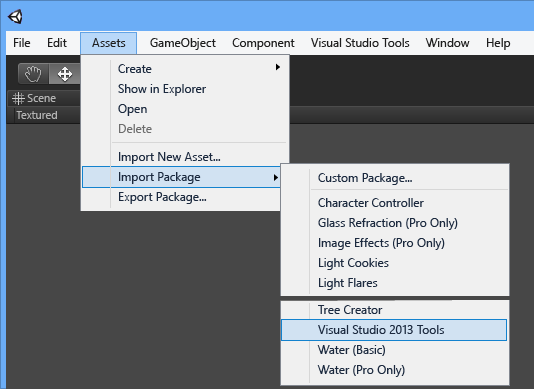 File Edit Assets GameObject Component Visual Studio Tools Window Help
Create
Show in Explorer
Open
Delete
Import New Asset...
Import Package
Export Package...
Scene
Textured
Custom Package...
Character Controller
Glass Refraction (Pro Only)
Image Effects (Pro Only)
Light Cookies
Light Flares
Tree Creator
Visual Studio 2013 Tools
Water (Basic)
Water (Pro Only)